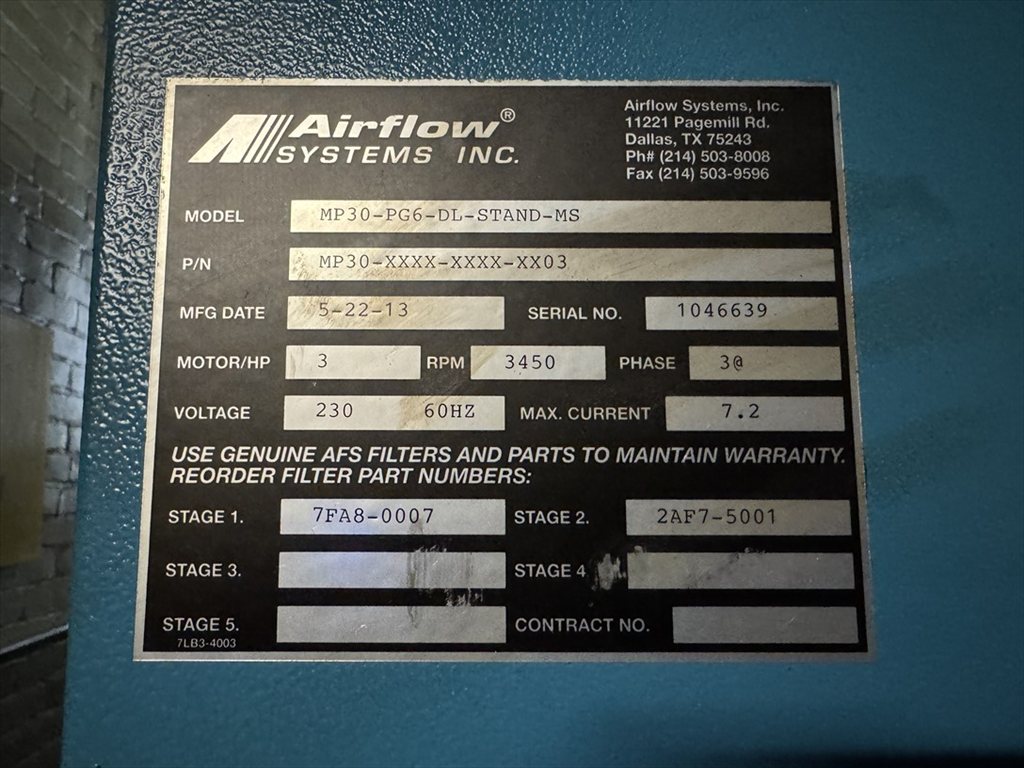 Airflow®
SYSTEMS INC.
Airflow Systems, Inc.
11221 Pagemill Rd.
Dallas, TX 75243
Ph# (214) 503-8008
Fax (214) 503-9596
MODEL MP30-PG6-DL-STAND-MS
P/N MP30-XXXX-XXXX-XX03
MFG DATE 5-22-13 SERIAL NO. 1046639
MOTOR/HP 3 RPM 3450 PHASE 3@
VOLTAGE 230 60HZ MAX. CURRENT 7.2
USE GENUINE AFS FILTERS AND PARTS TO MAINTAIN WARRANTY.
REORDER FILTER PART NUMBERS:
STAGE 1. 7FA8-0007 STAGE 2. 2AF7-5001
STAGE 3. STAGE 4
STAGE 5. CONTRACT NO.
7LB3-4003